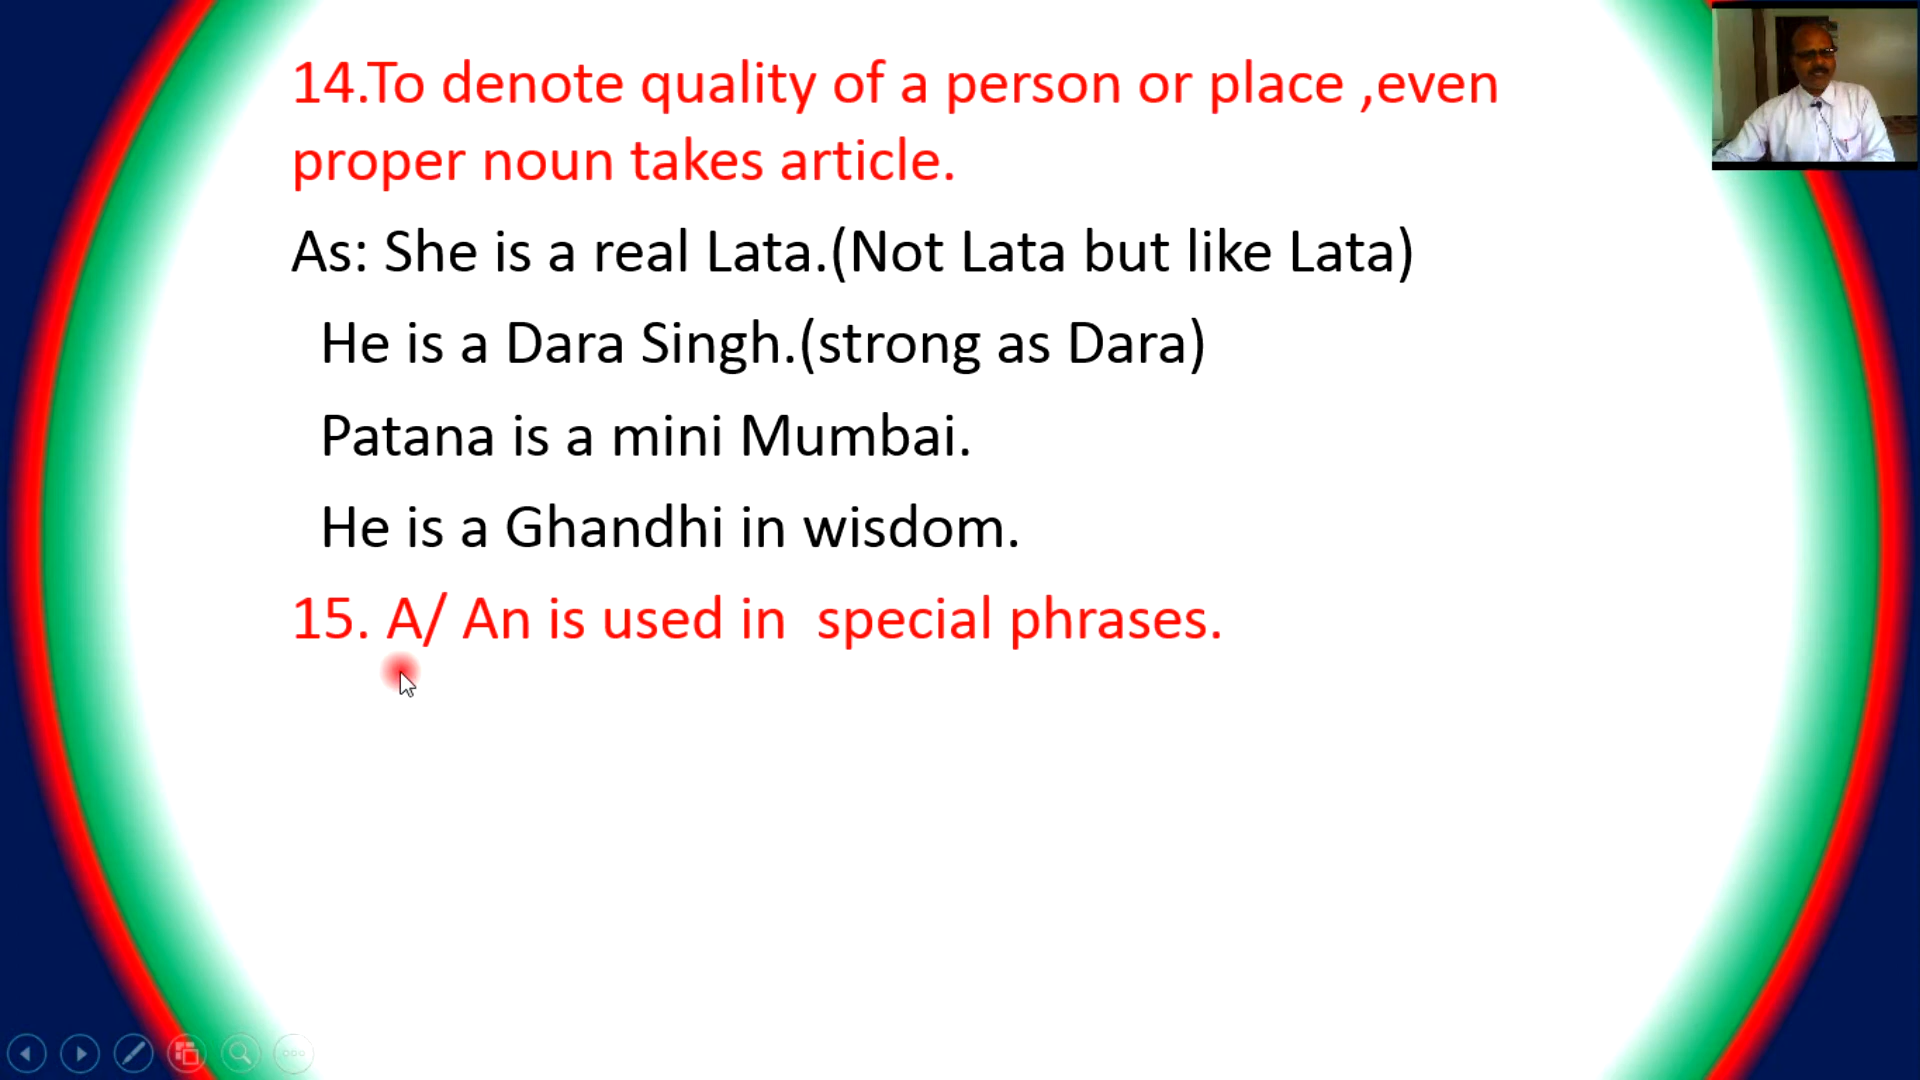 14.To denote quality of a person or place ,even
proper noun takes article.
As: She is a real Lata.(Not Lata but like Lata)
He is a Dara Singh.(strong as Dara)
Patana is a mini Mumbai.
He is a Ghandhi in wisdom.
15. A/ An is used in  special phrases.